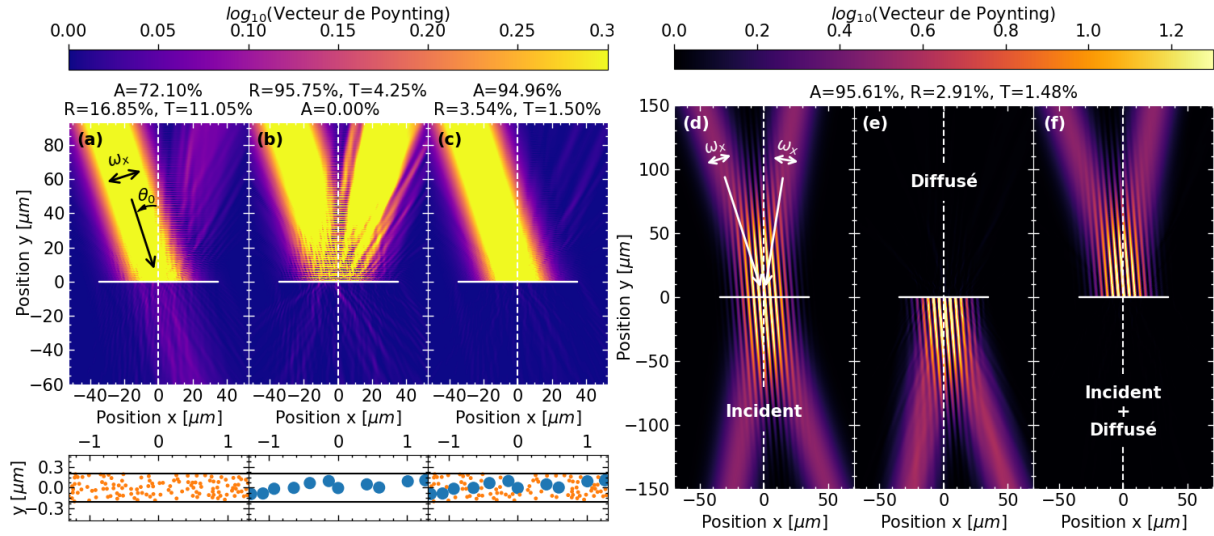 log₁₀(Vecteur de Poynting)
0.00 0.05 0.10 0.15 0.20 0.25 0.3
A=72.10% R=95.75%, T=4.25% A=94.96%
R=16.85%, T=11.05% A=0.00% R=3.54%, T=1.50%
(a) (b) (c)
ωₓ
θ₀
Position y [μm]
80
60
40
20
0
−20
−40
−60
−40 −20 0 20 40 −40 −20 0 20 40 −40 −20 0 20 40
Position x [μm] Position x [μm] Position x [μm]
−1 0 1 −1 0 1 −1 0 1
y [μm]
0.3
0.0
−0.3
log₁₀(Vecteur de Poynting)
0.0 0.2 0.4 0.6 0.8 1.0 1.2
A=95.61%, R=2.91%, T=1.48%
(d) (e) (f)
ωₓ ωₓ
Diffusé
Incident
Incident
+
Diffusé
Position y [μm]
150
100
50
0
−50
−100
−150
−50 0 50 −50 0 50 −50 0 50
Position x [μm] Position x [μm] Position x [μm]